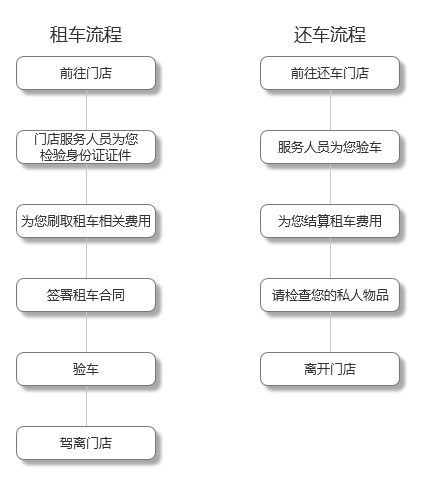 租车流程
前往门店
门店服务人员为您
检验身份证证件
为您刷取租车相关费用
签署租车合同
验车
驾离门店
还车流程
前往还车门店
服务人员为您验车
为您结算租车费用
请检查您的私人物品
离开门店